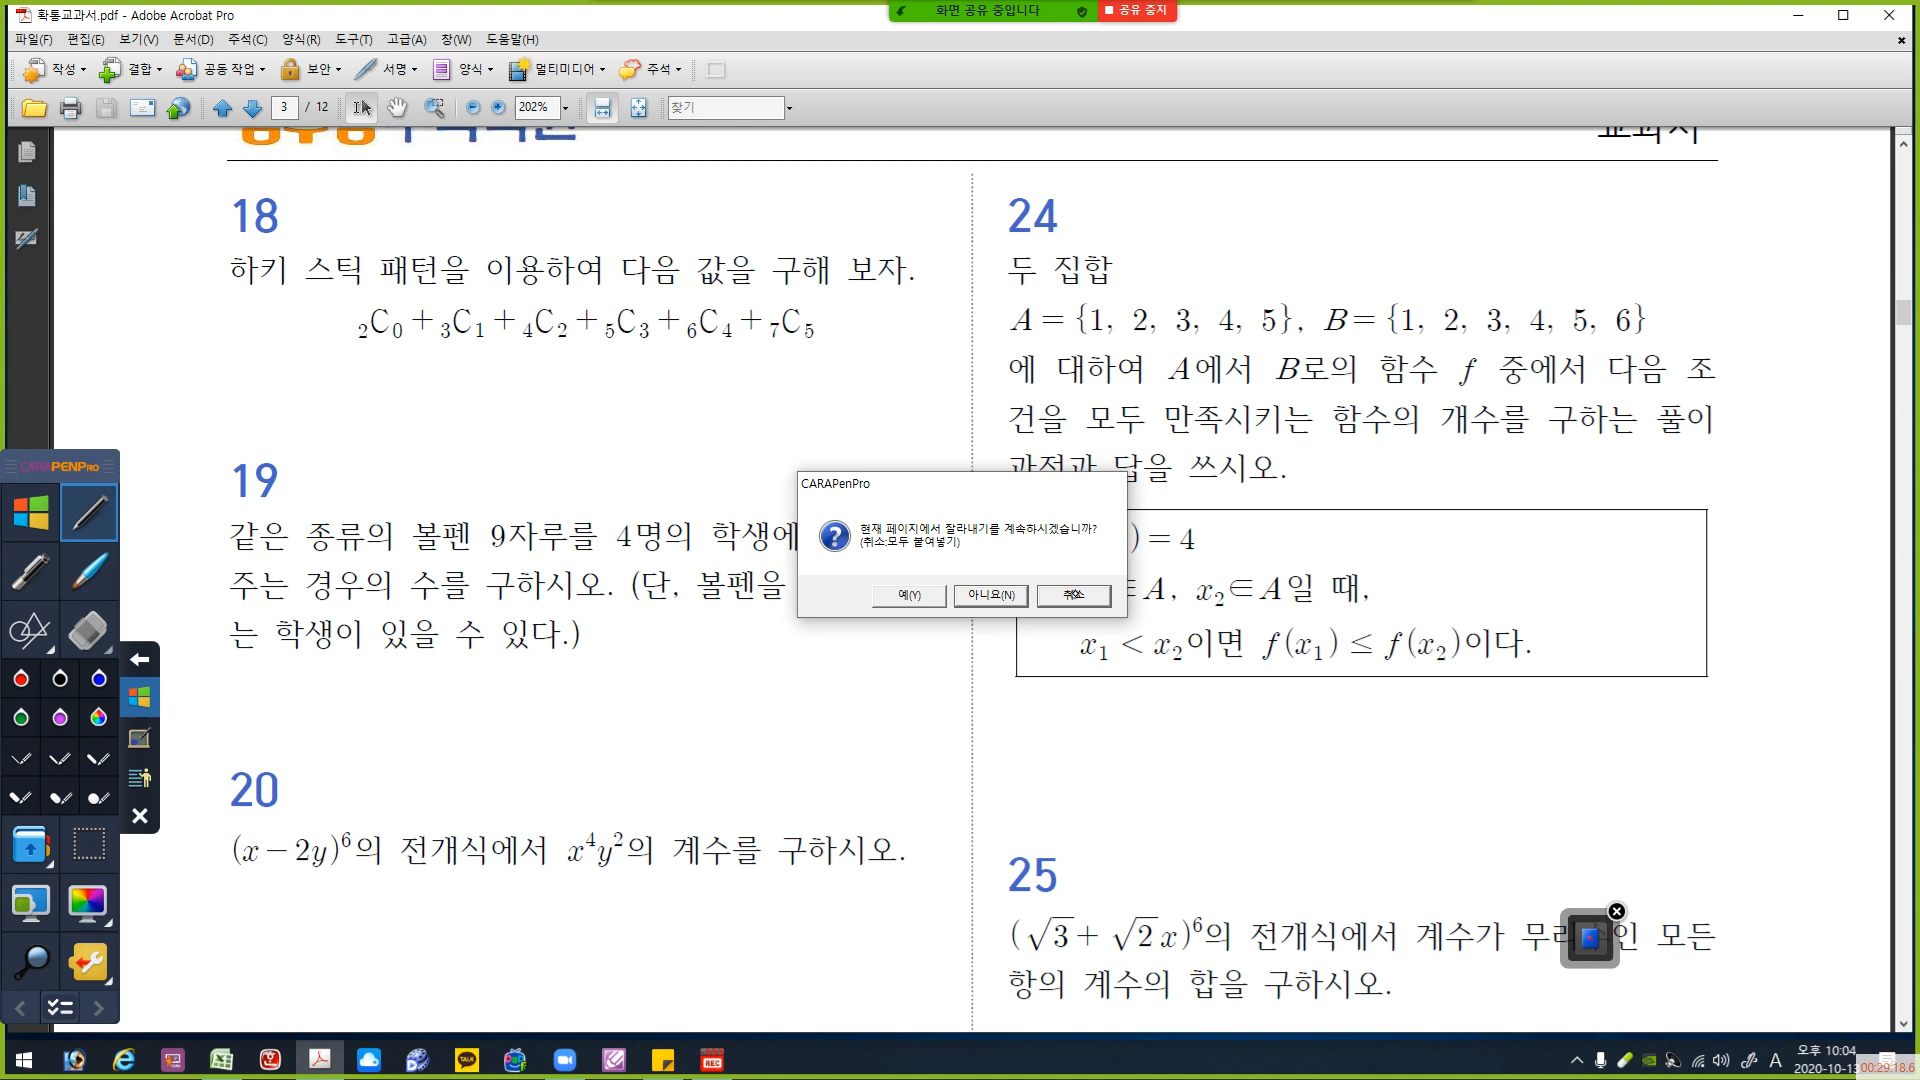 확통교과서.pdf - Adobe Acrobat Pro
화면 공유 중입니다
공유 중지
파일(F) 편집(E) 보기(V) 문서(D) 주석(C) 양식(R) 도구(T) 고급(A) 창(W) 도움말(H)
작성 결합 공동 작업 보안 서명 양식 멀티미디어 주석
3 / 12 202% 찾기
교과서
18
하키 스틱 패턴을 이용하여 다음 값을 구해 보자.
₂C₀ + ₃C₁ + ₄C₂ + ₅C₃ + ₆C₄ + ₇C₅
19
같은 종류의 볼펜 9자루를 4명의 학생에
주는 경우의 수를 구하시오. (단, 볼펜을
는 학생이 있을 수 있다.)
20
(x − 2y)⁶의 전개식에서 x⁴y²의 계수를 구하시오.
24
두 집합
A = {1, 2, 3, 4, 5}, B = {1, 2, 3, 4, 5, 6}
에 대하여 A에서 B로의 함수 f 중에서 다음 조
건을 모두 만족시키는 함수의 개수를 구하는 풀이
과정과 답을 쓰시오.
) = 4
∈ A, x₂ ∈ A일 때,
x₁ < x₂이면 f(x₁) ≤ f(x₂)이다.
25
(√3 + √2 x)⁶의 전개식에서 계수가 인 모든
항의 계수의 합을 구하시오.
CARAPenPro
현재 페이지에서 잘라내기를 계속하시겠습니까?
(취소:모두 붙여넣기)
예(Y) 아니요(N) 취소
CARAPENPRO
TALK
REC
A
오후 10:04
2020-10-13
00:29:18.6